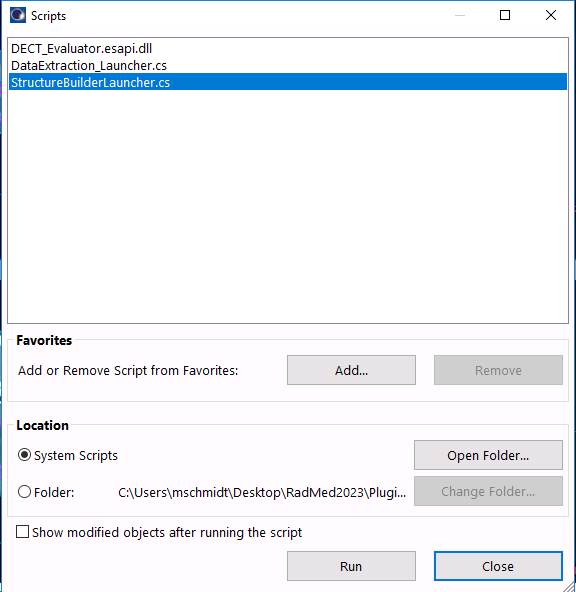 Scripts
DECT_Evaluator.esapi.dll
DataExtraction_Launcher.cs
StructureBuilderLauncher.cs
Favorites
Add or Remove Script from Favorites:
Add...
Remove
Location
System Scripts
Open Folder...
Folder:
C:\Users\mschmidt\Desktop\RadMed2023\Plugi...
Change Folder...
Show modified objects after running the script
Run
Close